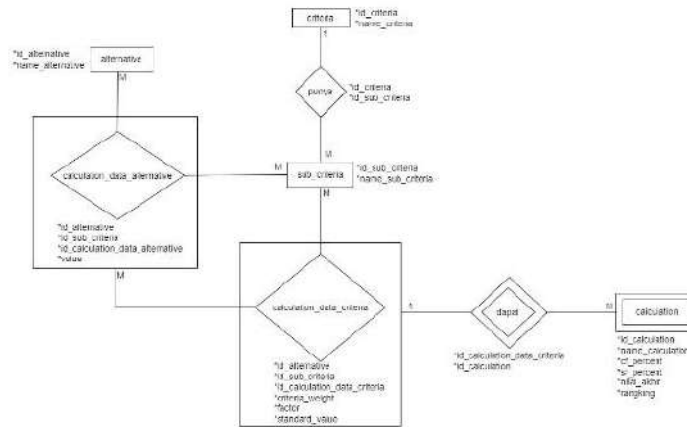 criteria
*id_criteria
*name_criteria
1
*id_alternative
*name_alternative
alternative
M
punya
*id_criteria
*id_sub_criteria
M
calculation_data_alternative
M
sub_criteria
*id_sub_criteria
*name_sub_criteria
M
*id_alternative
*id_sub_criteria
*id_calculation_data_alternative
*value
M
calculation_data_criteria
1
dapat
M
calculation
*id_calculation_data_criteria
*id_calculation
*id_calculation
*name_calculation
*cf_percent
*sf_percent
*nilai_akhir
*rangking
*id_alternative
*id_sub_criteria
*id_calculation_data_criteria
*criteria_weight
*factor
*standard_value